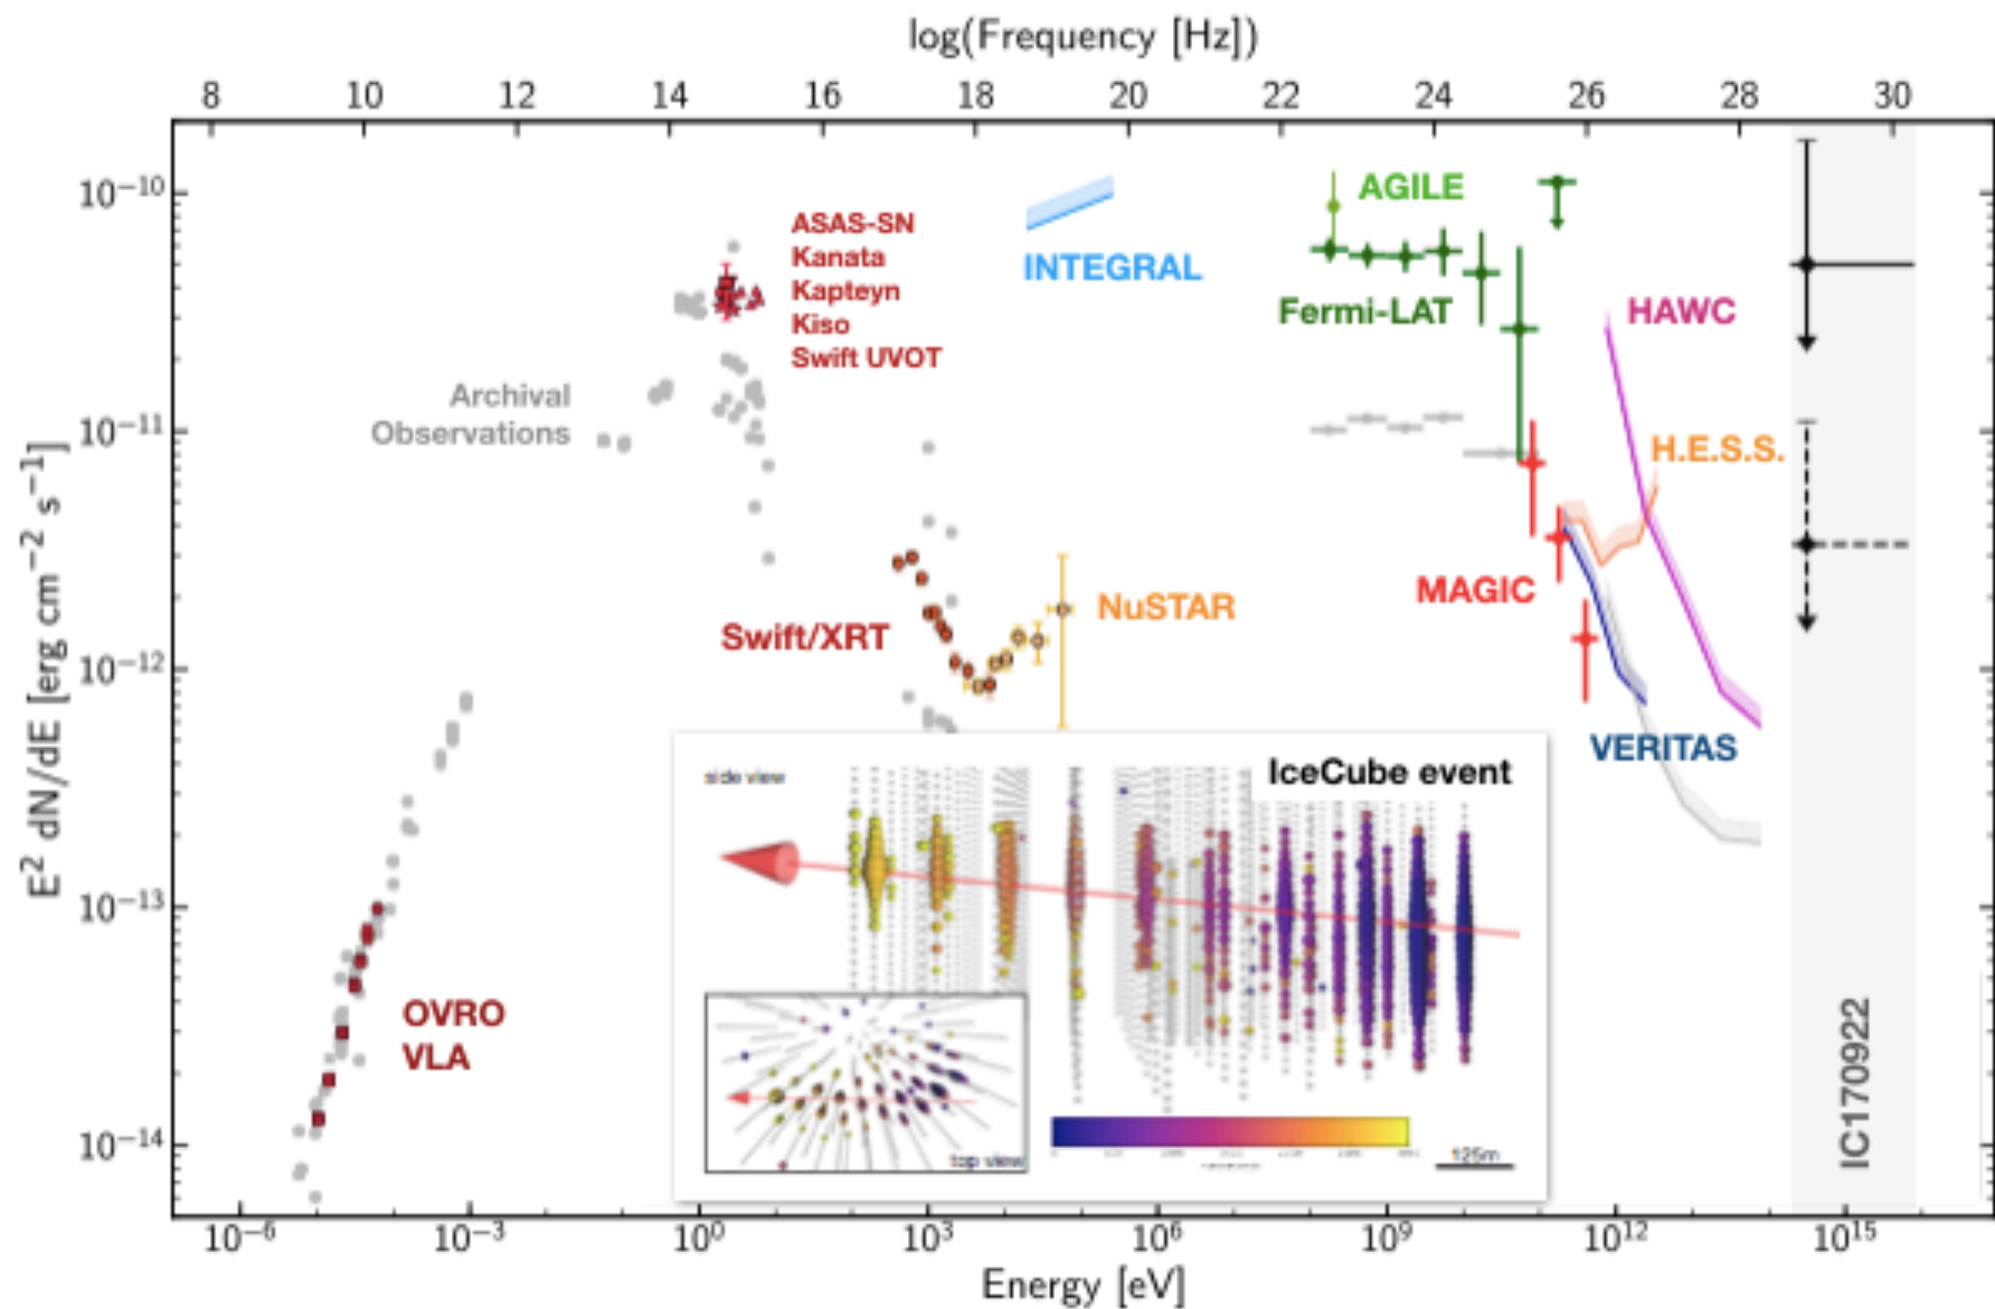 log(Frequency [Hz])
8 10 12 14 16 18 20 22 24 26 28 30
E² dN/dE [erg cm⁻² s⁻¹]
10⁻¹⁰
10⁻¹¹
10⁻¹²
10⁻¹³
10⁻¹⁴
ASAS-SN
Kanata
Kapteyn
Kiso
Swift UVOT
INTEGRAL
AGILE
Fermi-LAT
HAWC
H.E.S.S.
Archival
Observations
MAGIC
NuSTAR
Swift/XRT
VERITAS
OVRO
VLA
IC170922
side view
IceCube event
top view
125m
10⁻⁶ 10⁻³ 10⁰ 10³ 10⁶ 10⁹ 10¹² 10¹⁵
Energy [eV]